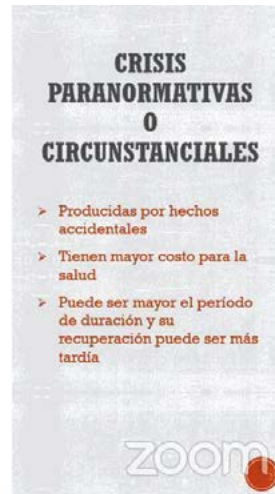 CRISIS
PARANORMATIVAS
O
CIRCUNSTANCIALES
➢ Producidas por hechos
accidentales
➢ Tienen mayor costo para la
salud
➢ Puede ser mayor el período
de duración y su
recuperación puede ser más
tardía
zoom